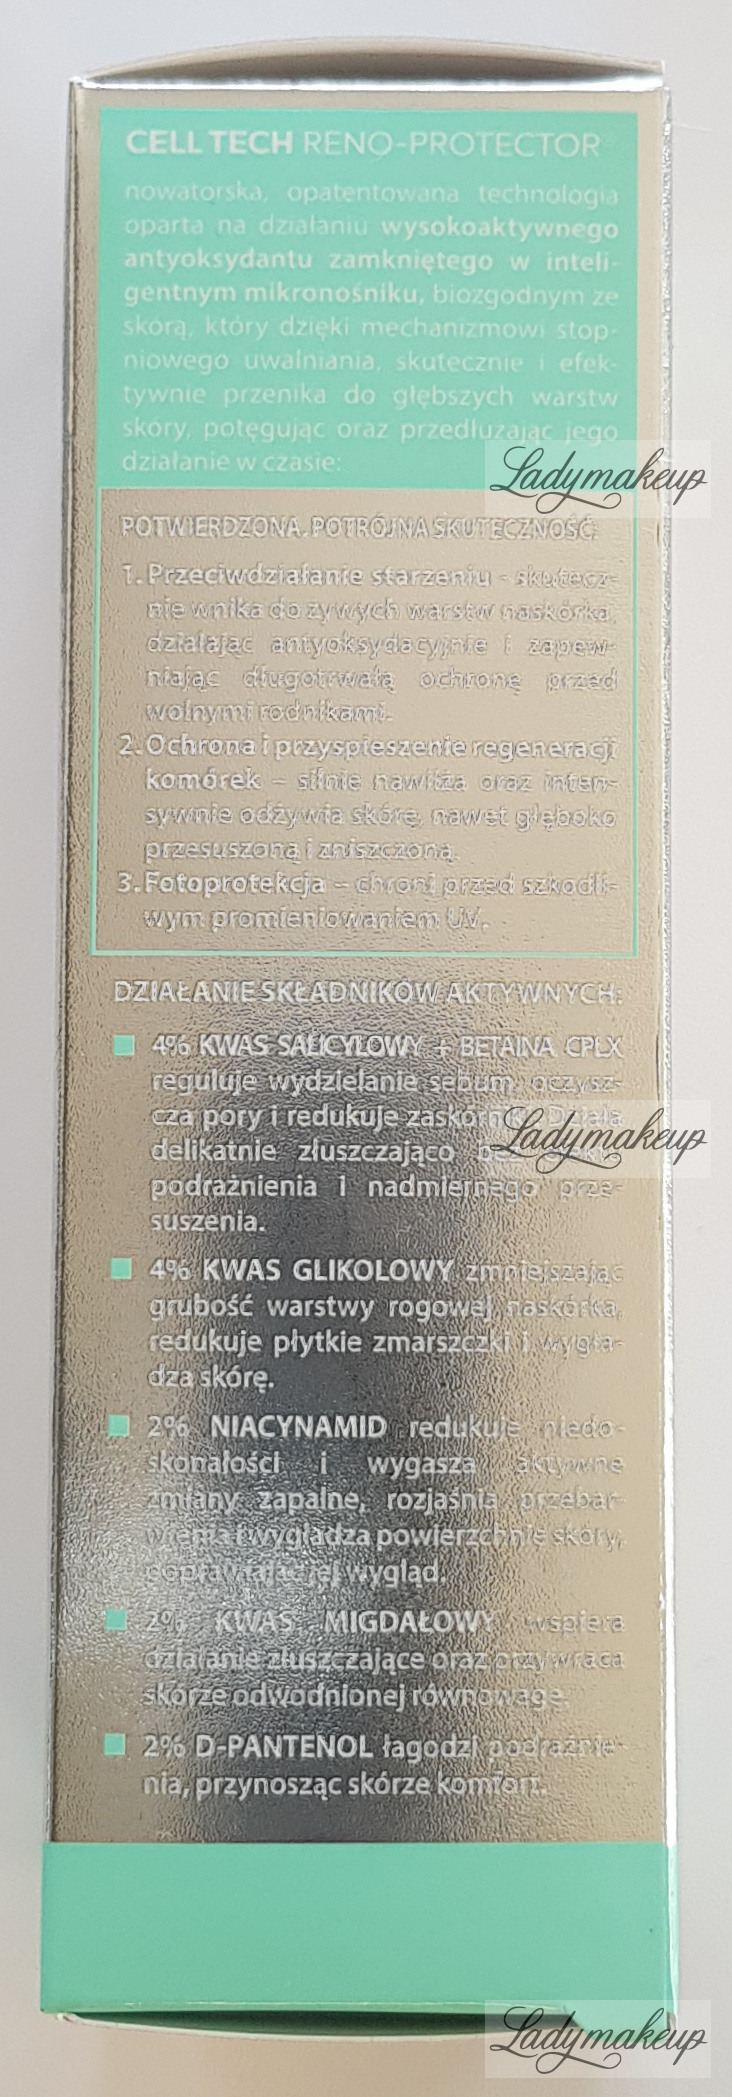 CELL TECH RENO-PROTECTOR®
nowatorska, opatentowana technologia
oparta na działaniu wysokoaktywnego
antyoksydantu zamkniętego w inteli-
gentnym mikronośniku, biozgodnym ze
skórą, który dzięki mechanizmowi stop-
niowego uwalniania, skutecznie i efek-
tywnie przenika do głębszych warstw
skóry, potęgując oraz przedłużając jego
działanie w czasie:
Ladymakeup
POTWIERDZONA, POTRÓJNA SKUTECZNOŚĆ:
1. Przeciwdziałanie starzeniu - skutecz-
nie wnika do żywych warstw naskórka,
działając antyoksydacyjnie i zapew-
niając długotrwałą ochronę przed
wolnymi rodnikami.
2. Ochrona i przyspieszenie regeneracji
komórek – silnie nawilża oraz inten-
sywnie odżywia skórę, nawet głęboko
przesuszoną i zniszczoną.
3. Fotoprotekcja – chroni przed szkodli-
wym promieniowaniem UV.
DZIAŁANIE SKŁADNIKÓW AKTYWNYCH:
4% KWAS SALICYLOWY + BETAINA CPLX
reguluje wydzielanie sebum, oczysz-
cza pory i redukuje zaskórniki. Działa
Ladymakeup
delikatnie złuszczająco bez
podrażnienia i nadmiernego prze-
suszenia.
4% KWAS GLIKOLOWY zmniejszając
grubość warstwy rogowej naskórka,
redukuje płytkie zmarszczki i wygła-
dza skórę.
2% NIACYNAMID redukuje niedo-
skonałości i wygasza aktywne
zmiany zapalne, rozjaśnia przebar-
wienia i wygładza powierzchnię skóry,
poprawiając jej wygląd.
2% KWAS MIGDAŁOWY wspiera
działanie złuszczające oraz przywraca
skórze odwodnionej równowagę.
2% D-PANTENOL łagodzi podrażnie-
nia, przynosząc skórze komfort.
Ladymakeup